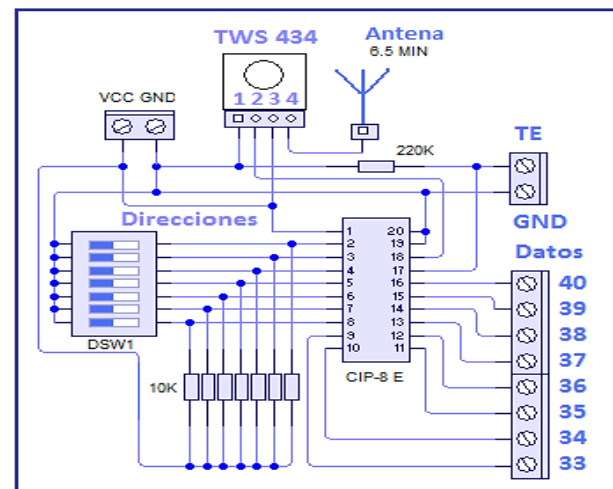 TWS 434
Antena
6.5 MIN
1 2 3 4
VCC GND
220K
TE
GND
Direcciones
Datos
1 20
2 19
3 18
4 17
5 16
6 15
7 14
8 13
9 12
10 11
40
39
38
37
36
35
34
33
DSW1
10K
CIP-8 E